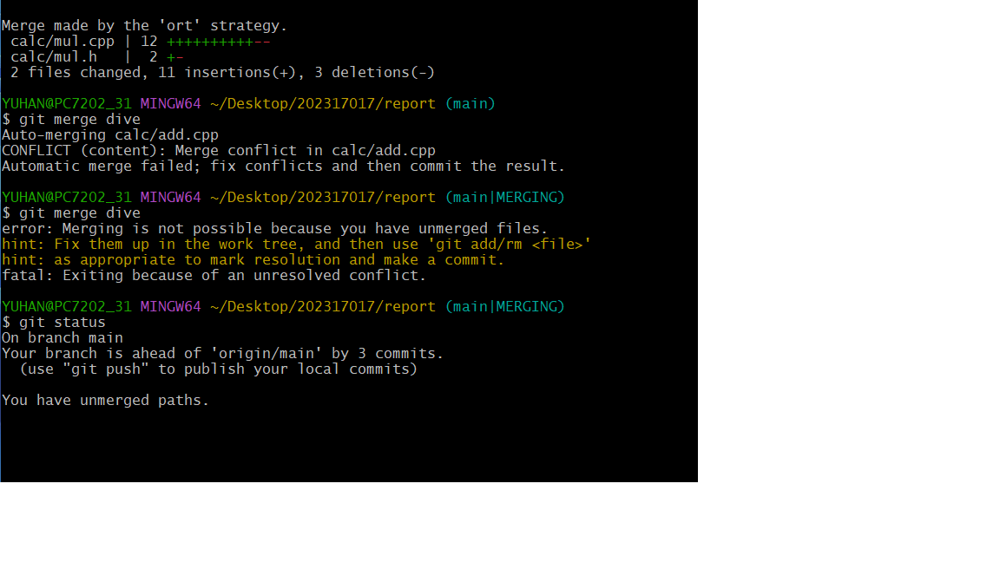 Merge made by the 'ort' strategy.
calc/mul.cpp | 12 ++++++++++--
calc/mul.h   |  2 +-
2 files changed, 11 insertions(+), 3 deletions(-)
YUHAN@PC7202_31 MINGW64 ~/Desktop/202317017/report (main)
$ git merge dive
Auto-merging calc/add.cpp
CONFLICT (content): Merge conflict in calc/add.cpp
Automatic merge failed; fix conflicts and then commit the result.
YUHAN@PC7202_31 MINGW64 ~/Desktop/202317017/report (main|MERGING)
$ git merge dive
error: Merging is not possible because you have unmerged files.
hint: Fix them up in the work tree, and then use 'git add/rm <file>'
hint: as appropriate to mark resolution and make a commit.
fatal: Exiting because of an unresolved conflict.
YUHAN@PC7202_31 MINGW64 ~/Desktop/202317017/report (main|MERGING)
$ git status
On branch main
Your branch is ahead of 'origin/main' by 3 commits.
(use "git push" to publish your local commits)
You have unmerged paths.